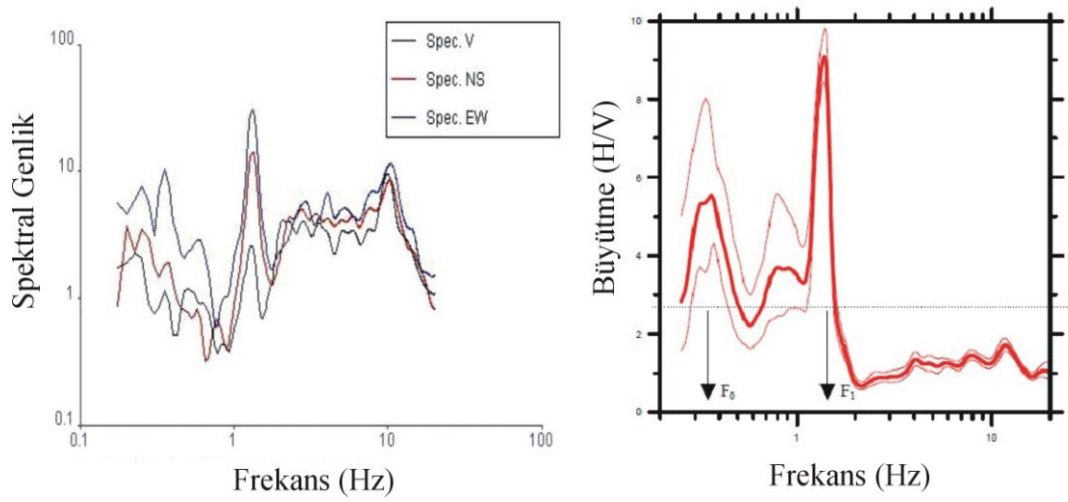 100
10
1
0.1
Spektral Genlik
Spec. V
Spec. NS
Spec. EW
0.1
1
10
100
Frekans (Hz)
10
8
6
4
2
0
Büyütme (H/V)
F₀
F₁
1
10
Frekans (Hz)